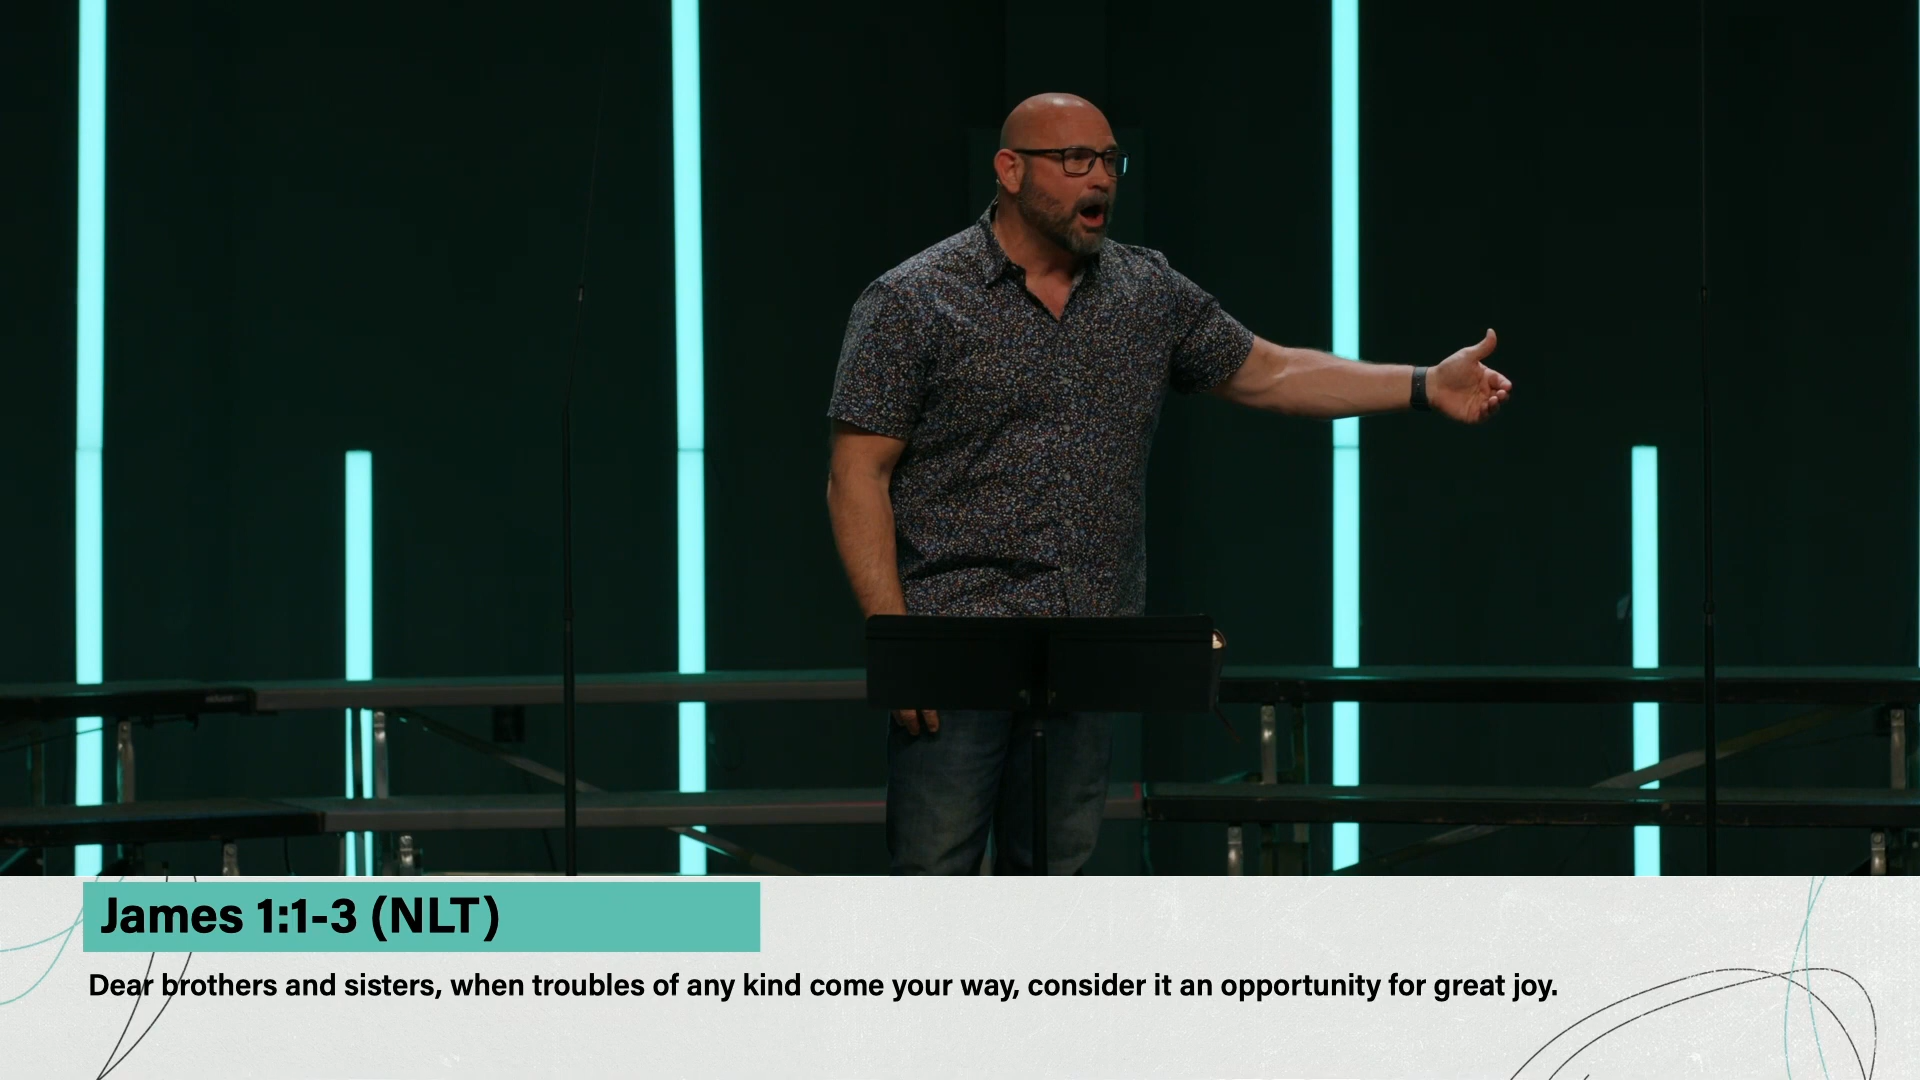 James 1:1-3 (NLT)
Dear brothers and sisters, when troubles of any kind come your way, consider it an opportunity for great joy.